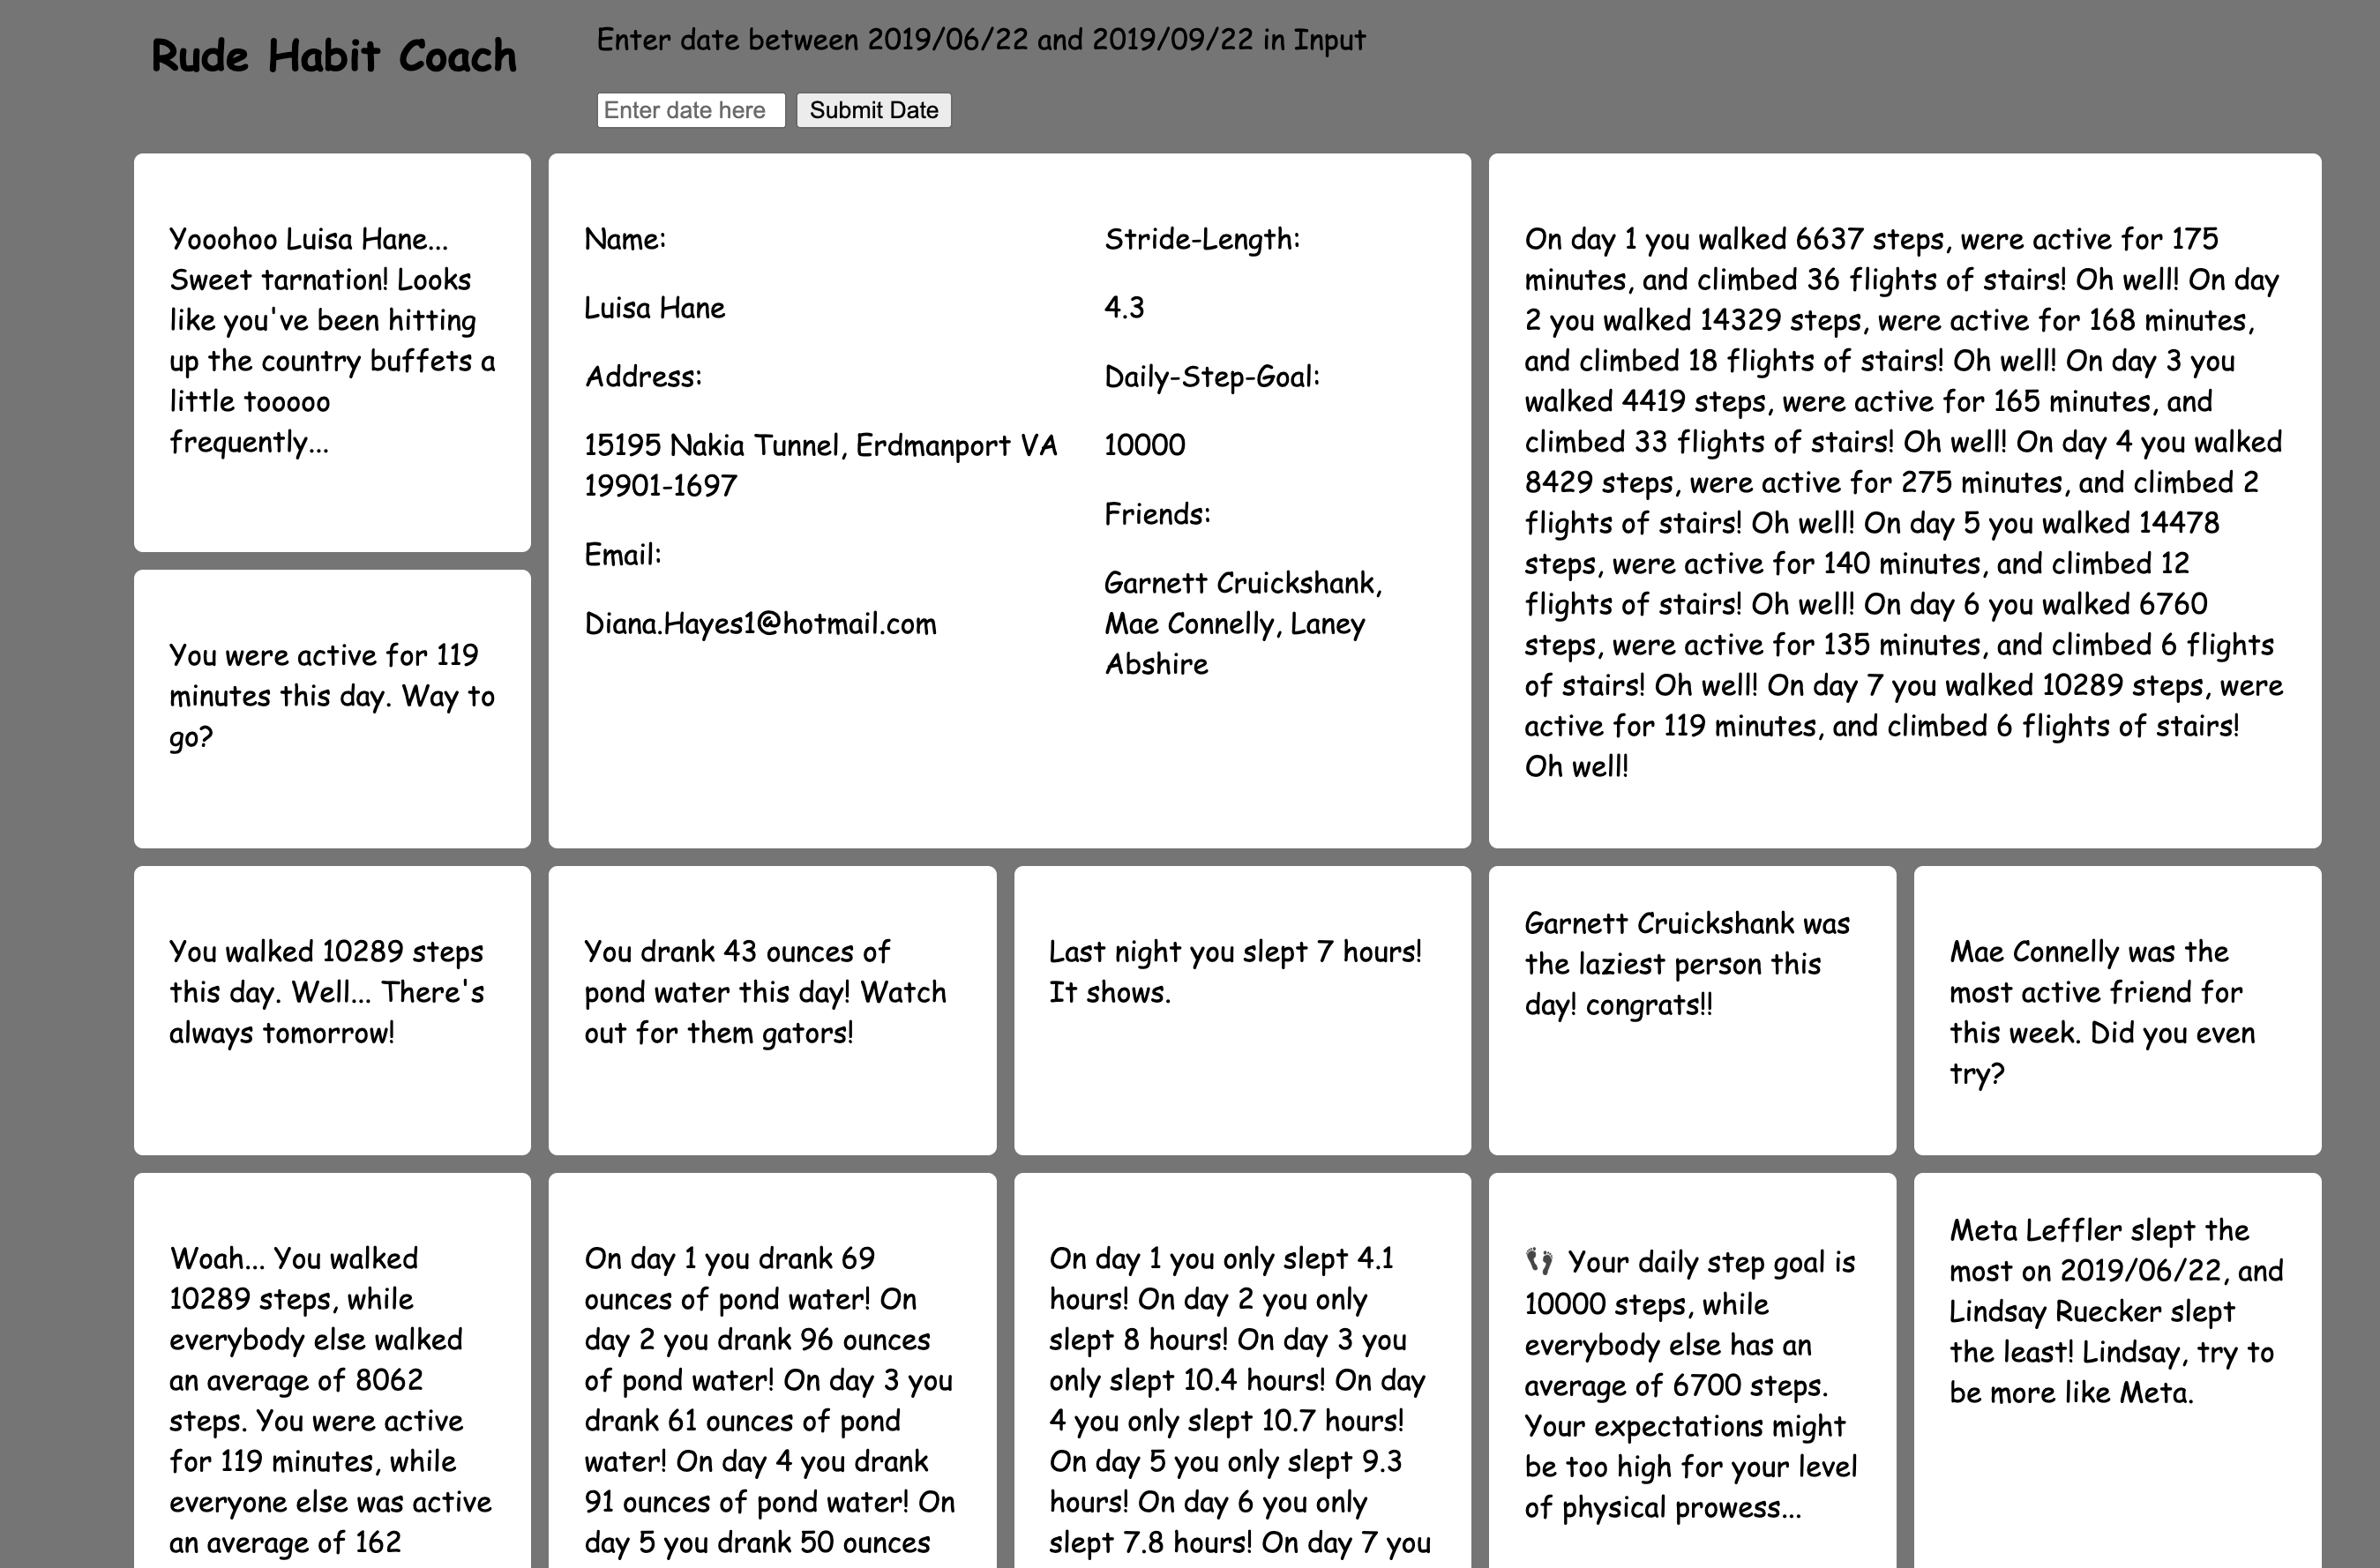 Rude Habit Coach
Enter date between 2019/06/22 and 2019/09/22 in Input
Enter date here
Submit Date
Yooohoo Luisa Hane...
Sweet tarnation! Looks
like you've been hitting
up the country buffets a
little tooooo
frequently...
You were active for 119
minutes this day. Way to
go?
Name:
Luisa Hane
Address:
15195 Nakia Tunnel, Erdmanport VA
19901-1697
Email:
Diana.Hayes1@hotmail.com
Stride-Length:
4.3
Daily-Step-Goal:
10000
Friends:
Garnett Cruickshank,
Mae Connelly, Laney
Abshire
On day 1 you walked 6637 steps, were active for 175
minutes, and climbed 36 flights of stairs! Oh well! On day
2 you walked 14329 steps, were active for 168 minutes,
and climbed 18 flights of stairs! Oh well! On day 3 you
walked 4419 steps, were active for 165 minutes, and
climbed 33 flights of stairs! Oh well! On day 4 you walked
8429 steps, were active for 275 minutes, and climbed 2
flights of stairs! Oh well! On day 5 you walked 14478
steps, were active for 140 minutes, and climbed 12
flights of stairs! Oh well! On day 6 you walked 6760
steps, were active for 135 minutes, and climbed 6 flights
of stairs! Oh well! On day 7 you walked 10289 steps, were
active for 119 minutes, and climbed 6 flights of stairs!
Oh well!
You walked 10289 steps
this day. Well... There's
always tomorrow!
You drank 43 ounces of
pond water this day! Watch
out for them gators!
Last night you slept 7 hours!
It shows.
Garnett Cruickshank was
the laziest person this
day! congrats!!
Mae Connelly was the
most active friend for
this week. Did you even
try?
Woah... You walked
10289 steps, while
everybody else walked
an average of 8062
steps. You were active
for 119 minutes, while
everyone else was active
an average of 162
On day 1 you drank 69
ounces of pond water! On
day 2 you drank 96 ounces
of pond water! On day 3 you
drank 61 ounces of pond
water! On day 4 you drank
91 ounces of pond water! On
day 5 you drank 50 ounces
On day 1 you only slept 4.1
hours! On day 2 you only
slept 8 hours! On day 3 you
only slept 10.4 hours! On day
4 you only slept 10.7 hours!
On day 5 you only slept 9.3
hours! On day 6 you only
slept 7.8 hours! On day 7 you
👣 Your daily step goal is
10000 steps, while
everybody else has an
average of 6700 steps.
Your expectations might
be too high for your level
of physical prowess...
Meta Leffler slept the
most on 2019/06/22, and
Lindsay Ruecker slept
the least! Lindsay, try to
be more like Meta.